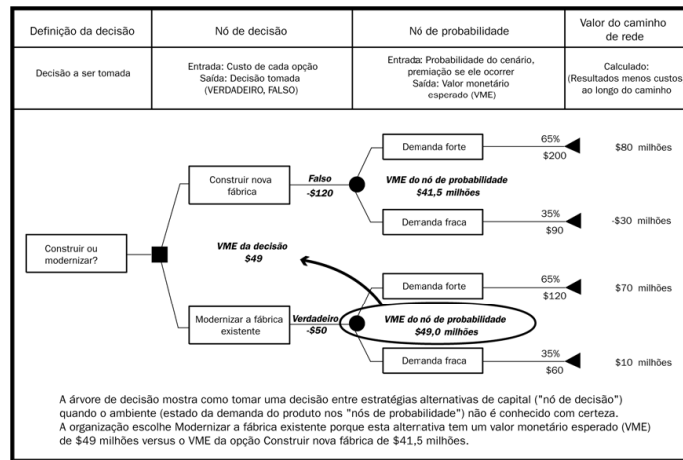 Definição da decisão
Nó de decisão
Nó de probabilidade
Valor do caminho
de rede
Decisão a ser tomada
Entrada: Custo de cada opção
Saída: Decisão tomada
(VERDADEIRO, FALSO)
Entrada: Probabilidade do cenário,
premiação se ele ocorrer
Saída: Valor monetário
esperado (VME)
Calculado:
(Resultados menos custos
ao longo do caminho
Construir ou
modernizar?
Construir nova
fábrica
Falso
-$120
Demanda forte
65%
$200
$80 milhões
VME do nó de probabilidade
$41,5 milhões
Demanda fraca
35%
$90
-$30 milhões
VME da decisão
$49
Modernizar a fábrica
existente
Verdadeiro
-$50
Demanda forte
65%
$120
$70 milhões
VME do nó de probabilidade
$49,0 milhões
Demanda fraca
35%
$60
$10 milhões
A árvore de decisão mostra como tomar uma decisão entre estratégias alternativas de capital ("nó de decisão")
quando o ambiente (estado da demanda do produto nos "nós de probabilidade") não é conhecido com certeza.
A organização escolhe Modernizar a fábrica existente porque esta alternativa tem um valor monetário esperado (VME)
de $49 milhões versus o VME da opção Construir nova fábrica de $41,5 milhões.